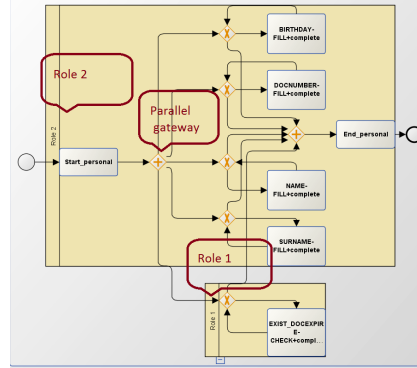 BIRTHDAY-
FILL+complete
Role 2
DOCNUMBER-
FILL+complete
Parallel
gateway
Role 2
Start_personal
End_personal
NAME-
FILL+complete
SURNAME-
FILL+complete
Role 1
Role 1
EXIST_DOCEXPIR
E-
CHECK+compl...